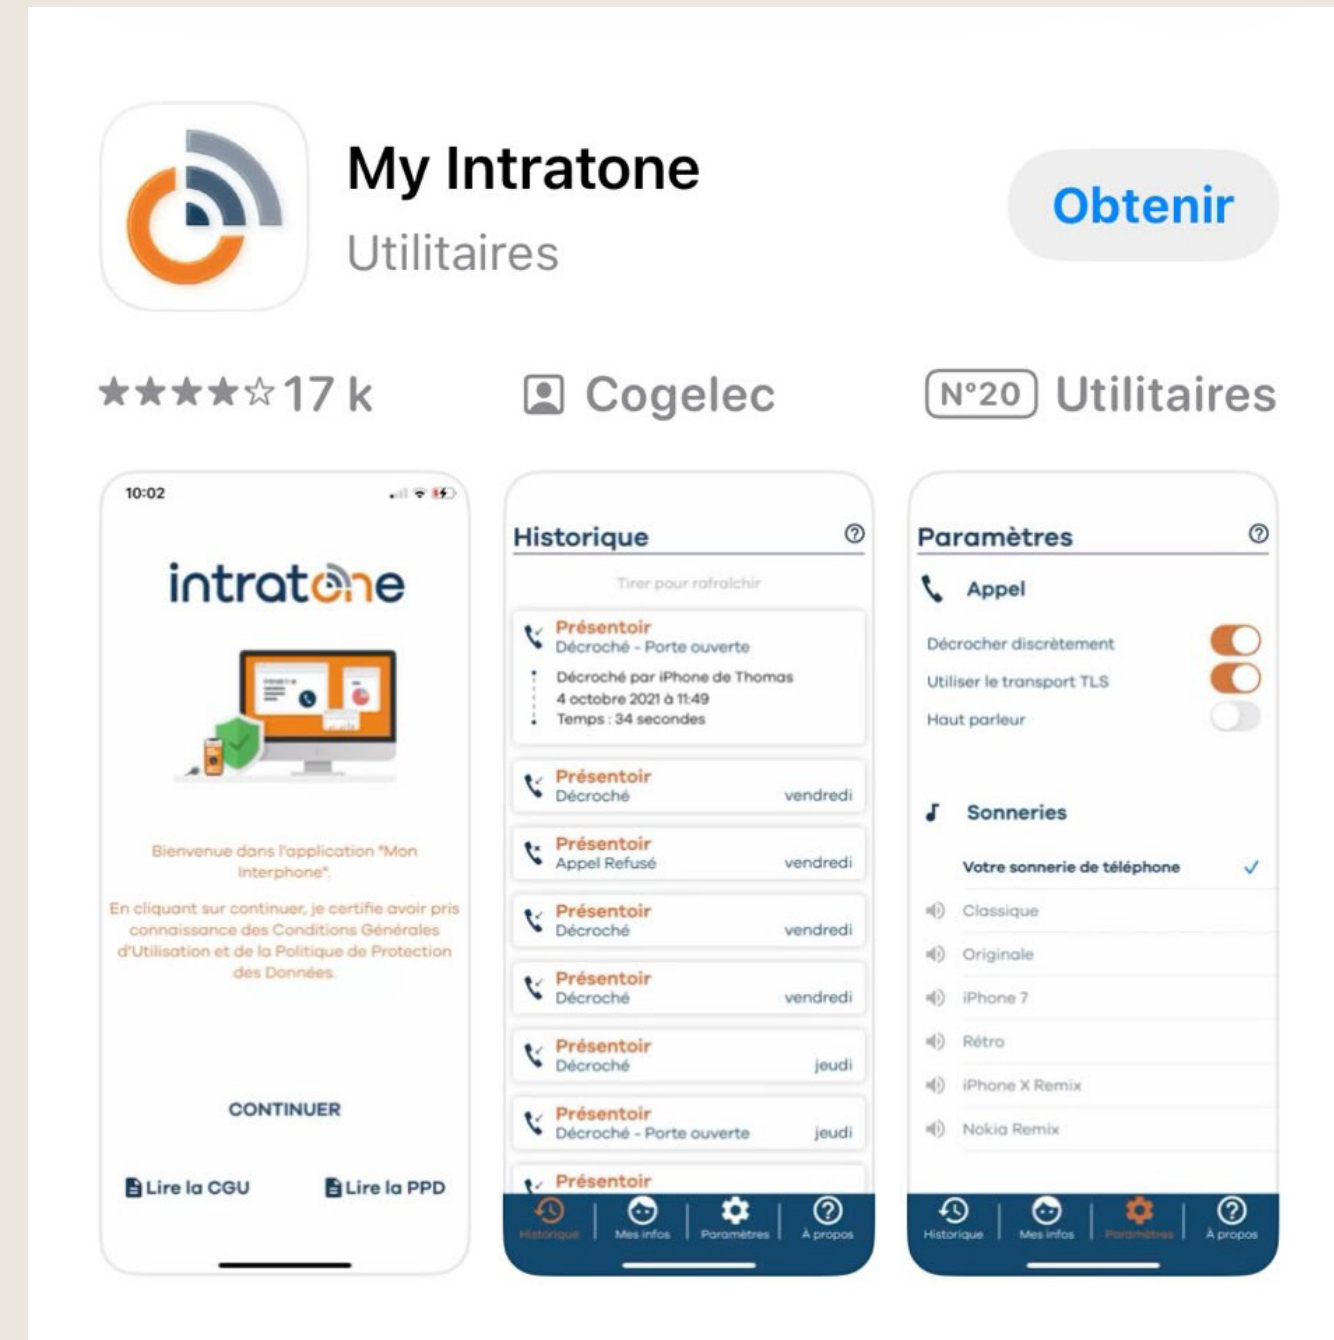 My Intratone
Utilitaires
Obtenir
★★★★☆ 17 k
Cogelec
N°20 Utilitaires
10:02
intratone
Bienvenue dans l'application "Mon
Interphone".
En cliquant sur continuer, je certifie avoir pris
connaissance des Conditions Générales
d'Utilisation et de la Politique de Protection
des Données.
CONTINUER
Lire la CGU
Lire la PPD
Historique
Tirer pour rafraîchir
Présentoir
Décroché - Porte ouverte
Décroché par iPhone de Thomas
4 octobre 2021 à 11:49
Temps : 34 secondes
Présentoir
Décroché vendredi
Présentoir
Appel Refusé vendredi
Présentoir
Décroché vendredi
Présentoir
Décroché vendredi
Présentoir
Décroché jeudi
Présentoir
Décroché - Porte ouverte jeudi
Présentoir
Historique Mes infos Paramètres À propos
Paramètres
Appel
Décrocher discrètement
Utiliser le transport TLS
Haut parleur
Sonneries
Votre sonnerie de téléphone
Classique
Originale
iPhone 7
Rétro
iPhone X Remix
Nokia Remix
Historique Mes infos Paramètres À propos